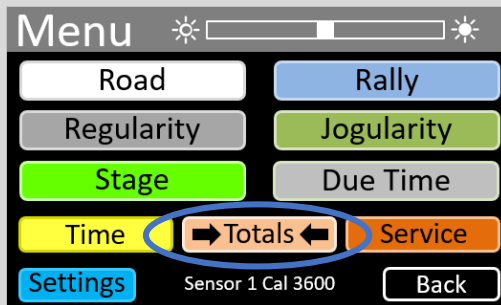 Menu
Road Rally
Regularity Jogularity
Stage Due Time
Time Totals Service
Settings Sensor 1 Cal 3600 Back